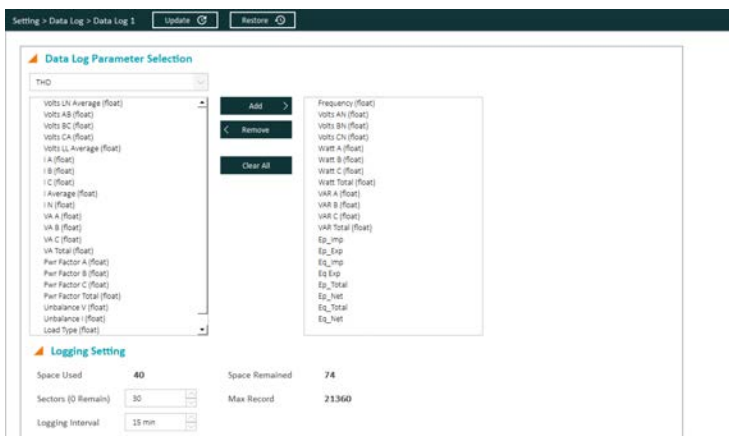 Setting > Data Log > Data Log 1
Update
Restore
Data Log Parameter Selection
THD
Volts LN Average (float)
Volts AB (float)
Volts BC (float)
Volts CA (float)
Volts LL Average (float)
I A (float)
I B (float)
I C (float)
I Average (float)
I N (float)
VA A (float)
VA B (float)
VA C (float)
VA Total (float)
Pwr Factor A (float)
Pwr Factor B (float)
Pwr Factor C (float)
Pwr Factor Total (float)
Unbalance V (float)
Unbalance I (float)
Load Type (float)
Add >
< Remove
Clear All
Frequency (float)
Volts AN (float)
Volts BN (float)
Volts CN (float)
Watt A (float)
Watt B (float)
Watt C (float)
Watt Total (float)
VAR A (float)
VAR B (float)
VAR C (float)
VAR Total (float)
Ep_Imp
Ep_Exp
Eq_Imp
Eq Exp
Ep_Total
Ep_Net
Eq_Total
Eq_Net
Logging Setting
Space Used 40 Space Remained 74
Sectors (0 Remain) 30 Max Record 21360
Logging Interval 15 min